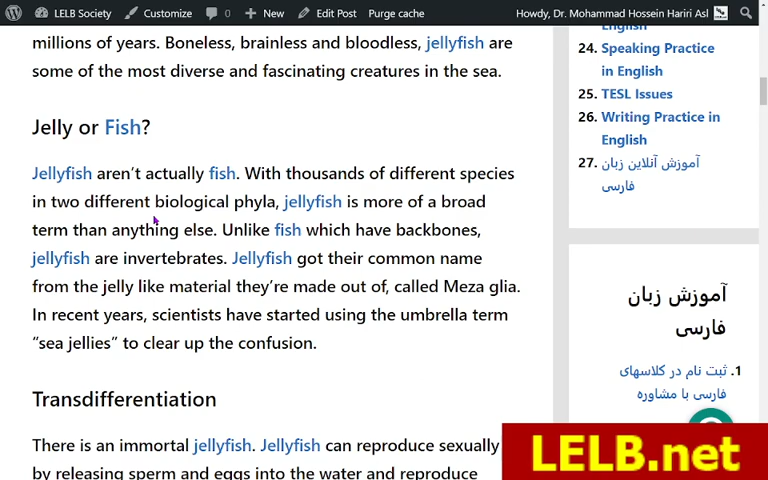 LELB Society Customize 0 New Edit Post Purge cache Howdy, Dr. Mohammad Hossein Hariri Asl
millions of years. Boneless, brainless and bloodless, jellyfish are
some of the most diverse and fascinating creatures in the sea.
Jelly or Fish?
Jellyfish aren't actually fish. With thousands of different species
in two different biological phyla, jellyfish is more of a broad
term than anything else. Unlike fish which have backbones,
jellyfish are invertebrates. Jellyfish got their common name
from the jelly like material they're made out of, called Meza glia.
In recent years, scientists have started using the umbrella term
“sea jellies” to clear up the confusion.
Transdifferentiation
There is an immortal jellyfish. Jellyfish can reproduce sexually
by releasing sperm and eggs into the water and reproduce
English
24. Speaking Practice
in English
25. TESL Issues
26. Writing Practice in
English
27. آموزش آنلاین زبان
فارسی
آموزش زبان
فارسی
1. ثبت نام در کلاسهای
فارسی با مشاوره
LELB.net